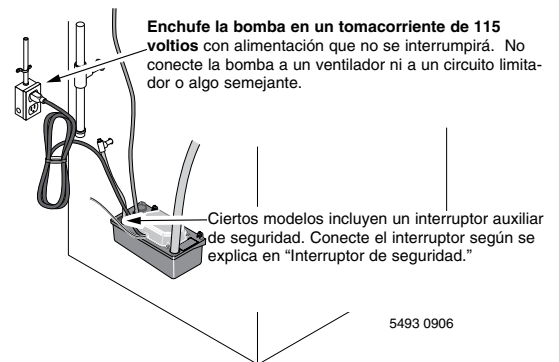 Enchufe la bomba en un tomacorriente de 115
voltios con alimentación que no se interrumpirá. No
conecte la bomba a un ventilador ni a un circuito limita-
dor o algo semejante.
Ciertos modelos incluyen un interruptor auxiliar
de seguridad. Conecte el interruptor según se
explica en “Interruptor de seguridad.”
5493 0906